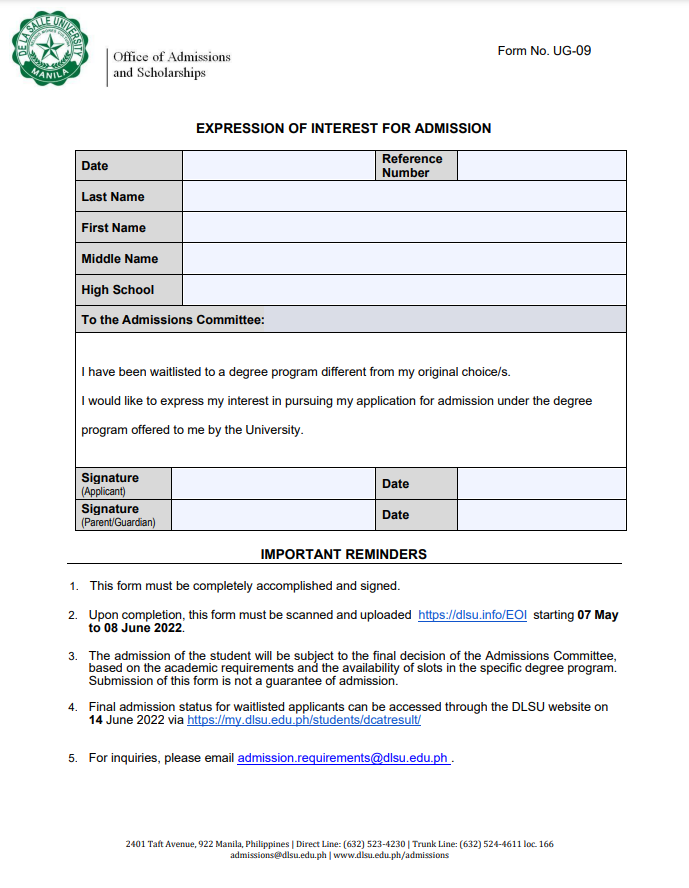 DE LA SALLE UNIVERSITY
MANILA
Office of Admissions
and Scholarships
Form No. UG-09
EXPRESSION OF INTEREST FOR ADMISSION
Date
Reference
Number
Last Name
First Name
Middle Name
High School
To the Admissions Committee:
I have been waitlisted to a degree program different from my original choice/s.
I would like to express my interest in pursuing my application for admission under the degree
program offered to me by the University.
Signature
(Applicant)
Date
Signature
(Parent/Guardian)
Date
IMPORTANT REMINDERS
1. This form must be completely accomplished and signed.
2. Upon completion, this form must be scanned and uploaded https://dlsu.info/EOI starting 07 May
to 08 June 2022.
3. The admission of the student will be subject to the final decision of the Admissions Committee,
based on the academic requirements and the availability of slots in the specific degree program.
Submission of this form is not a guarantee of admission.
4. Final admission status for waitlisted applicants can be accessed through the DLSU website on
14 June 2022 via https://my.dlsu.edu.ph/students/dcatresult/
5. For inquiries, please email admission.requirements@dlsu.edu.ph .
2401 Taft Avenue, 922 Manila, Philippines | Direct Line: (632) 523-4230 | Trunk Line: (632) 524-4611 loc. 166
admissions@dlsu.edu.ph | www.dlsu.edu.ph/admissions